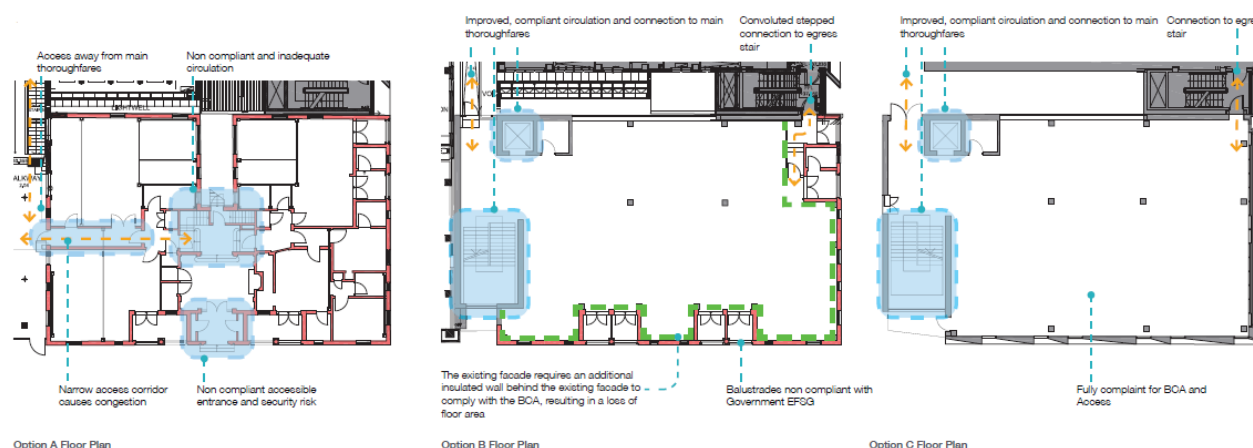 Access away from main
thoroughfares
Non compliant and inadequate
circulation
LIGHTWELL
Narrow access corridor
causes congestion
Non compliant accessible
entrance and security risk
Option A Floor Plan
Improved, compliant circulation and connection to main
thoroughfares
Convoluted stepped
connection to egress
stair
The existing facade requires an additional
insulated wall behind the existing facade to
comply with the BCA, resulting in a loss of
floor area
Balustrades non compliant with
Government EFSG
Option B Floor Plan
Improved, compliant circulation and connection to main
thoroughfares
Connection to egre
stair
Fully complaint for BCA and
Access
Option C Floor Plan